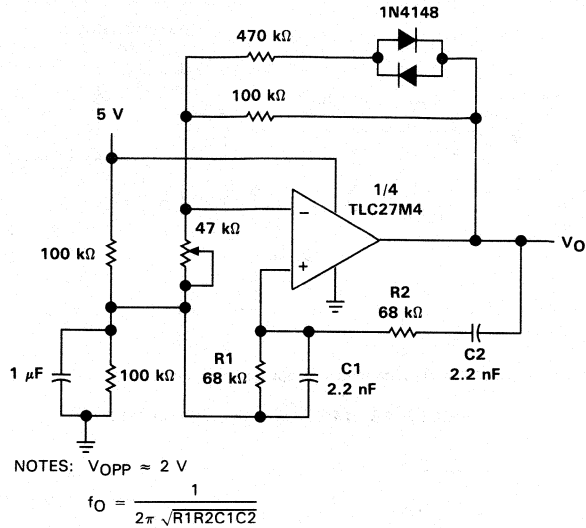 1N4148
470 kΩ
100 kΩ
5 V
1/4
TLC27M4
47 kΩ
−
100 kΩ
+
VO
R2
68 kΩ
R1
68 kΩ
C1
2.2 nF
C2
2.2 nF
1 μF
100 kΩ
NOTES: VOPP ≈ 2 V
fO = 1 / 2π √R1R2C1C2